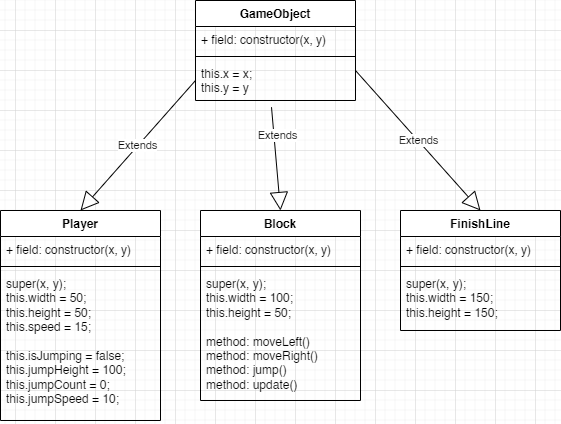 GameObject
+ field: constructor(x, y)
this.x = x;
this.y = y
Extends
Extends
Extends
Player
+ field: constructor(x, y)
super(x, y);
this.width = 50;
this.height = 50;
this.speed = 15;
this.isJumping = false;
this.jumpHeight = 100;
this.jumpCount = 0;
this.jumpSpeed = 10;
Block
+ field: constructor(x, y)
super(x, y);
this.width = 100;
this.height = 50;
method: moveLeft()
method: moveRight()
method: jump()
method: update()
FinishLine
+ field: constructor(x, y)
super(x, y);
this.width = 150;
this.height = 150;